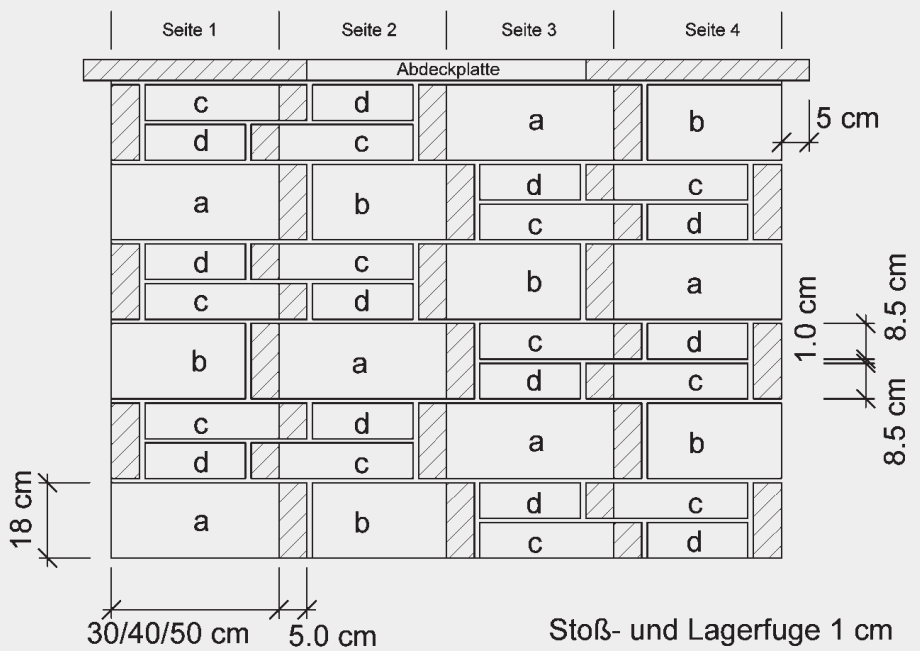 Seite 1 Seite 2 Seite 3 Seite 4
Abdeckplatte
c d a b 5 cm
d c
a b d c
c d
d c b a
c d
1.0 cm 8.5 cm
b a c d
d c
8.5 cm
c d a b
d c
18 cm
a b d c
c d
30/40/50 cm 5.0 cm Stoß- und Lagerfuge 1 cm